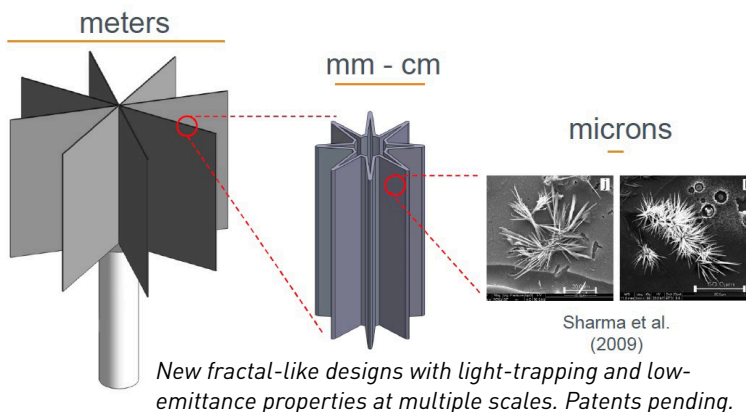 meters
mm - cm
microns
Sharma et al.
(2009)
New fractal-like designs with light-trapping and low-
emittance properties at multiple scales. Patents pending.